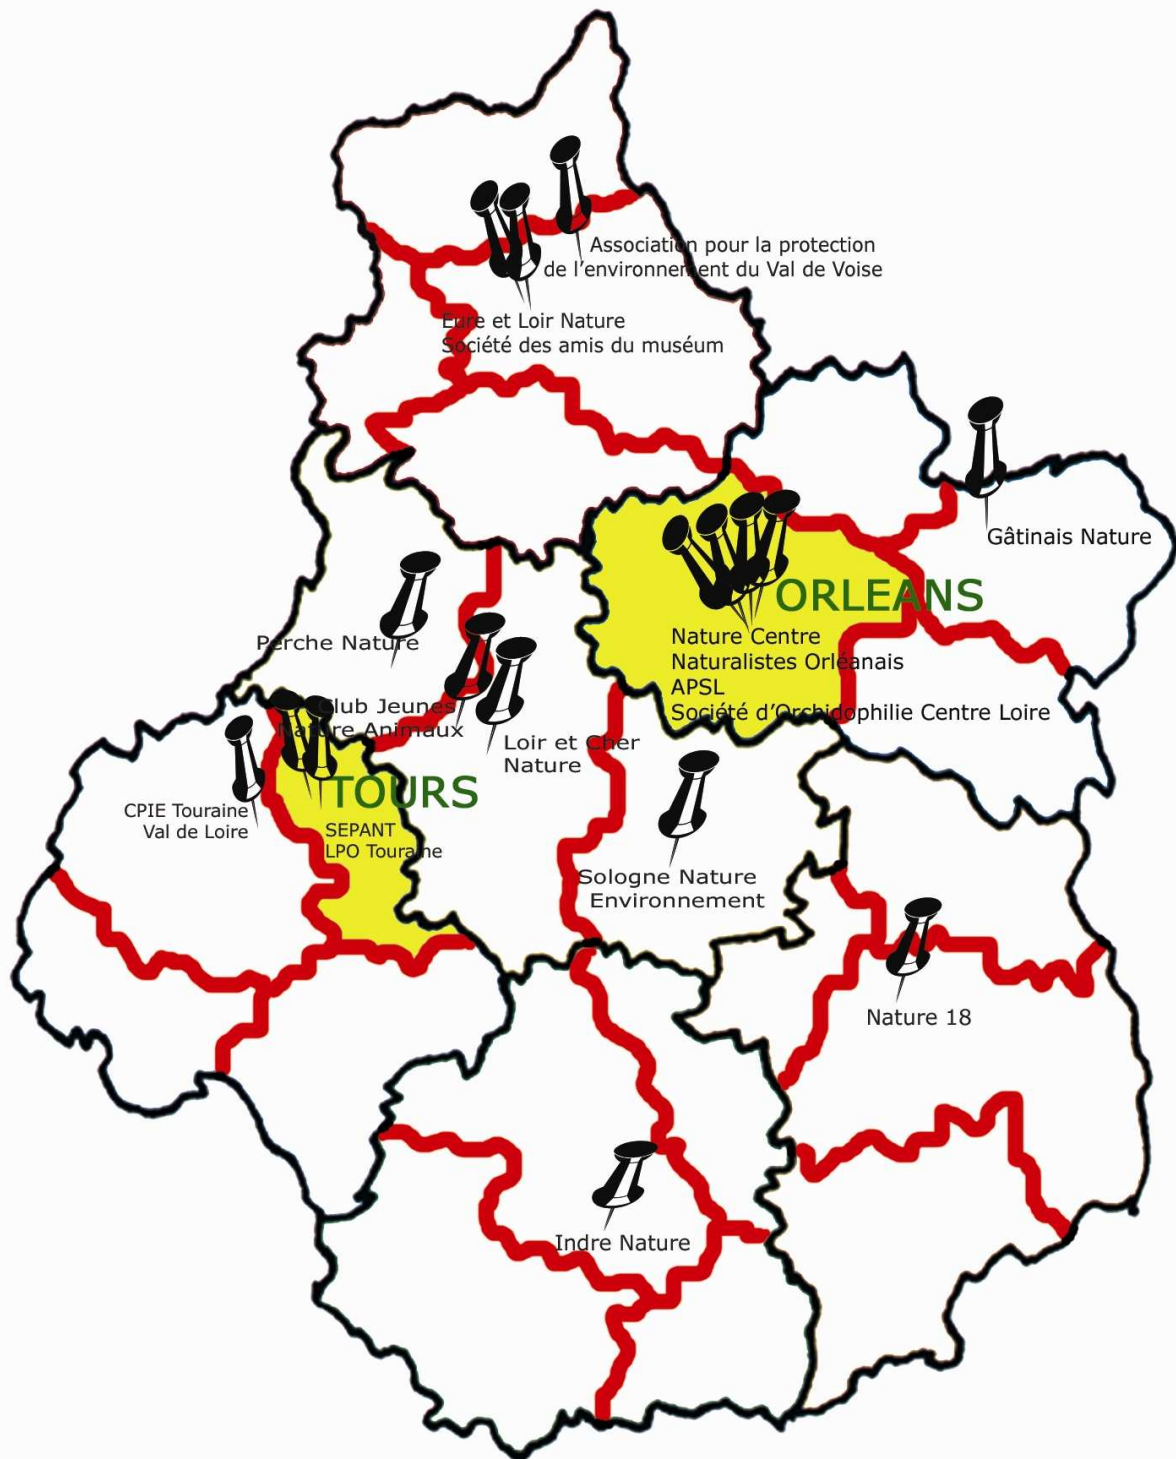 Association pour la protection
de l'environnement du Val de Voise
Eure et Loir Nature
Société des amis du muséum
Gâtinais Nature
ORLEANS
Nature Centre
Naturalistes Orléanais
APSL
Société d'Orchidophilie Centre Loire
Perche Nature
Club Jeunes
Nature Animaux
Loir et Cher
Nature
TOURS
CPIE Touraine
Val de Loire
SEPANT
LPO Touraine
Sologne Nature
Environnement
Nature 18
Indre Nature